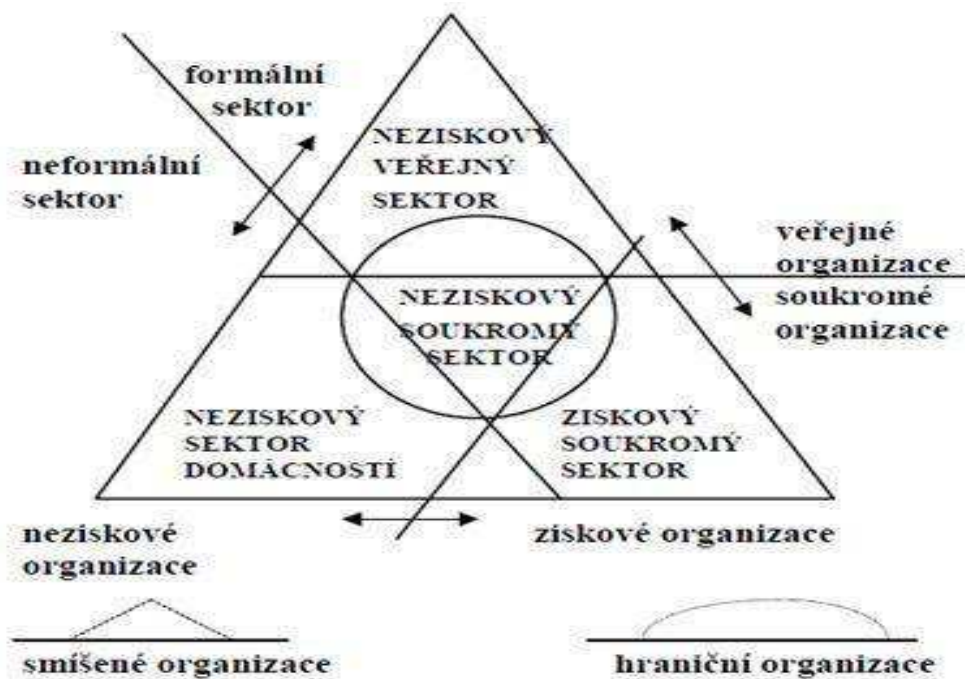 formální
sektor
neformální
sektor
NEZISKOVÝ
VEŘEJNÝ
SEKTOR
veřejné
organizace
soukromé
organizace
NEZISKOVÝ
SOUKROMÝ
SEKTOR
NEZISKOVÝ
SEKTOR
DOMÁCNOSTÍ
ZISKOVÝ
SOUKROMÝ
SEKTOR
neziskové
organizace
ziskové organizace
smíšené organizace
hraniční organizace